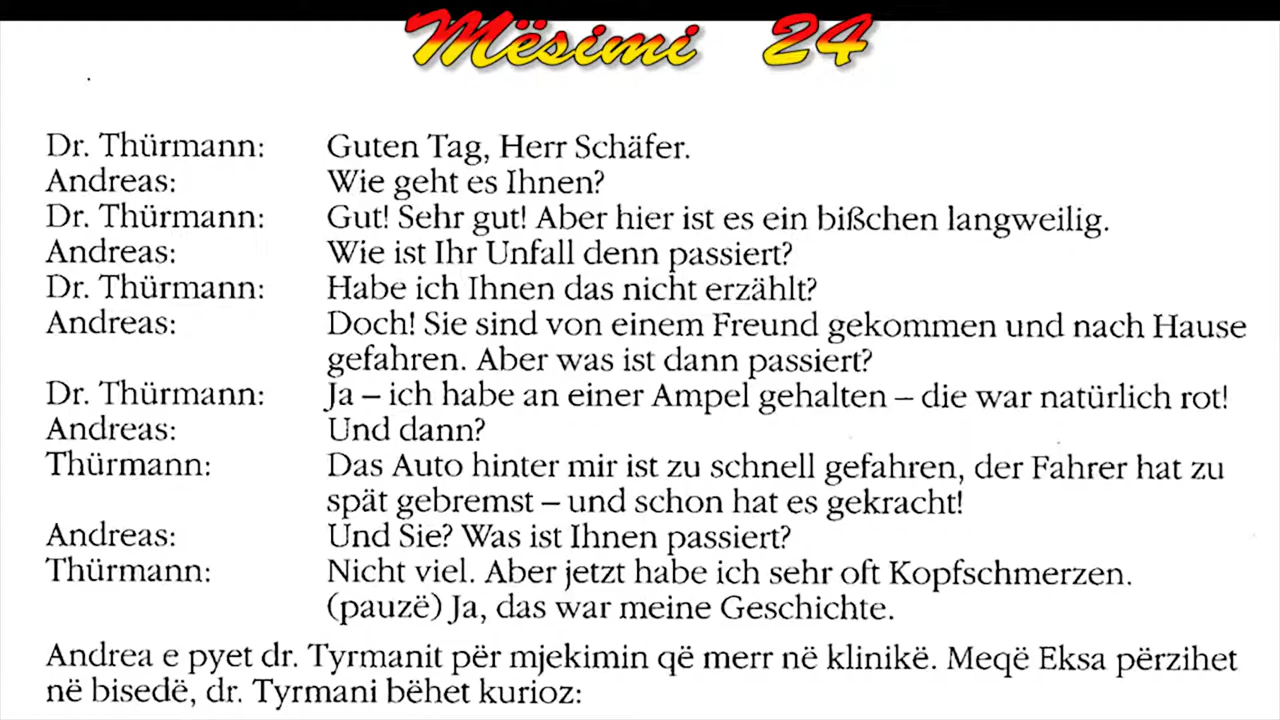 Mësimi 24
Dr. Thürmann: Guten Tag, Herr Schäfer.
Andreas: Wie geht es Ihnen?
Dr. Thürmann: Gut! Sehr gut! Aber hier ist es ein bißchen langweilig.
Andreas: Wie ist Ihr Unfall denn passiert?
Dr. Thürmann: Habe ich Ihnen das nicht erzählt?
Andreas: Doch! Sie sind von einem Freund gekommen und nach Hause
gefahren. Aber was ist dann passiert?
Dr. Thürmann: Ja – ich habe an einer Ampel gehalten – die war natürlich rot!
Andreas: Und dann?
Thürmann: Das Auto hinter mir ist zu schnell gefahren, der Fahrer hat zu
spät gebremst – und schon hat es gekracht!
Andreas: Und Sie? Was ist Ihnen passiert?
Thürmann: Nicht viel. Aber jetzt habe ich sehr oft Kopfschmerzen.
(pauzë) Ja, das war meine Geschichte.
Andrea e pyet dr. Tyrmanit për mjekimin që merr në klinikë. Meqë Eksa përzihet
në bisedë, dr. Tyrmani bëhet kurioz: